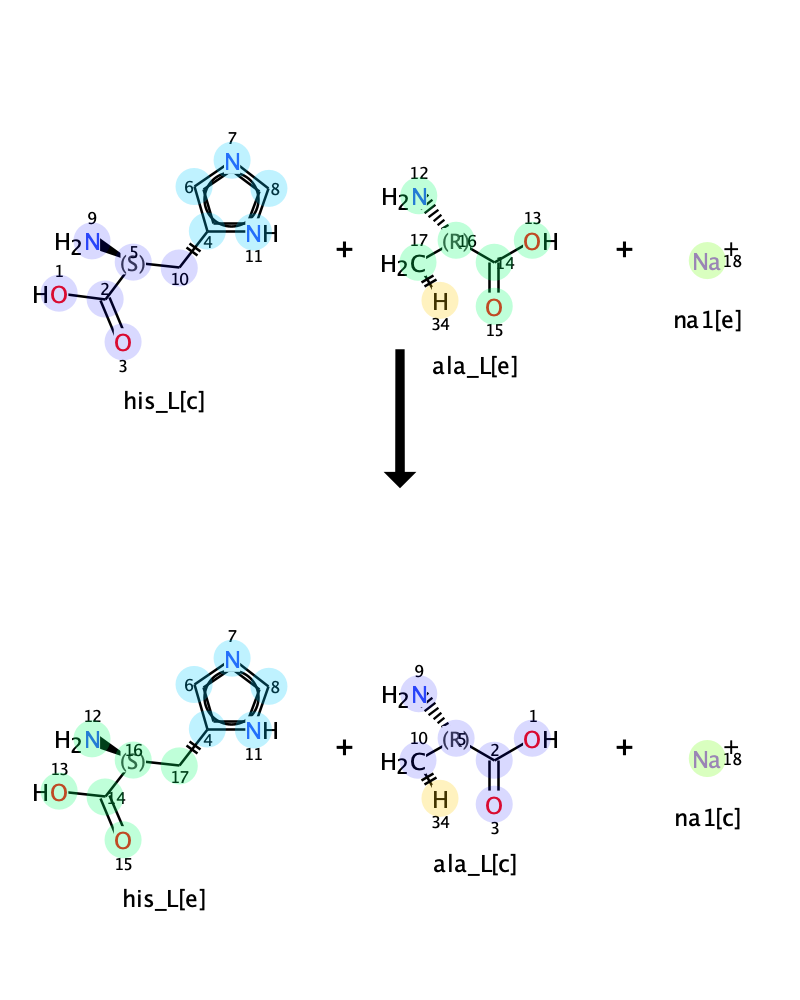 7
N
6
8
9
H₂N
5
(S)
4
NH
11
10
1
HO
2
O
3
his_L[c]
+
12
H₂N
13
OH
(R)
16
17
H₂C
14
H
34
O
15
ala_L[e]
+
Na+
18
na1[e]
7
N
6
8
12
H₂N
16
(S)
4
NH
11
17
13
HO
14
O
15
his_L[e]
+
9
H₂N
1
OH
(R)
5
10
H₂C
2
H
34
O
3
ala_L[c]
+
Na+
18
na1[c]